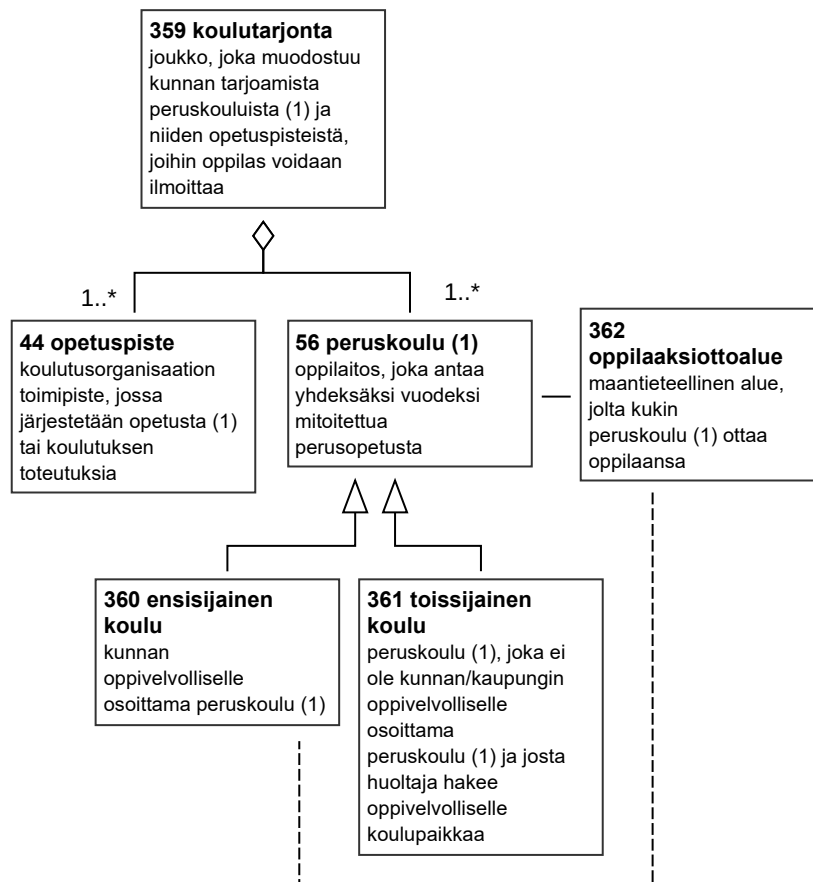 359 koulutarjonta
joukko, joka muodostuu
kunnan tarjoamista
peruskouluista (1) ja
niiden opetuspisteistä,
joihin oppilas voidaan
ilmoittaa
1..*
1..*
44 opetuspiste
koulutusorganisaation
toimipiste, jossa
järjestetään opetusta (1)
tai koulutuksen
toteutuksia
56 peruskoulu (1)
oppilaitos, joka antaa
yhdeksäksi vuodeksi
mitoitettua
perusopetusta
362
oppilaaksiottoalue
maantieteellinen alue,
jolta kukin
peruskoulu (1) ottaa
oppilaansa
360 ensisijainen
koulu
kunnan
oppivelvolliselle
osoittama peruskoulu (1)
361 toissijainen
koulu
peruskoulu (1), joka ei
ole kunnan/kaupungin
oppivelvolliselle
osoittama
peruskoulu (1) ja josta
huoltaja hakee
oppivelvolliselle
koulupaikkaa